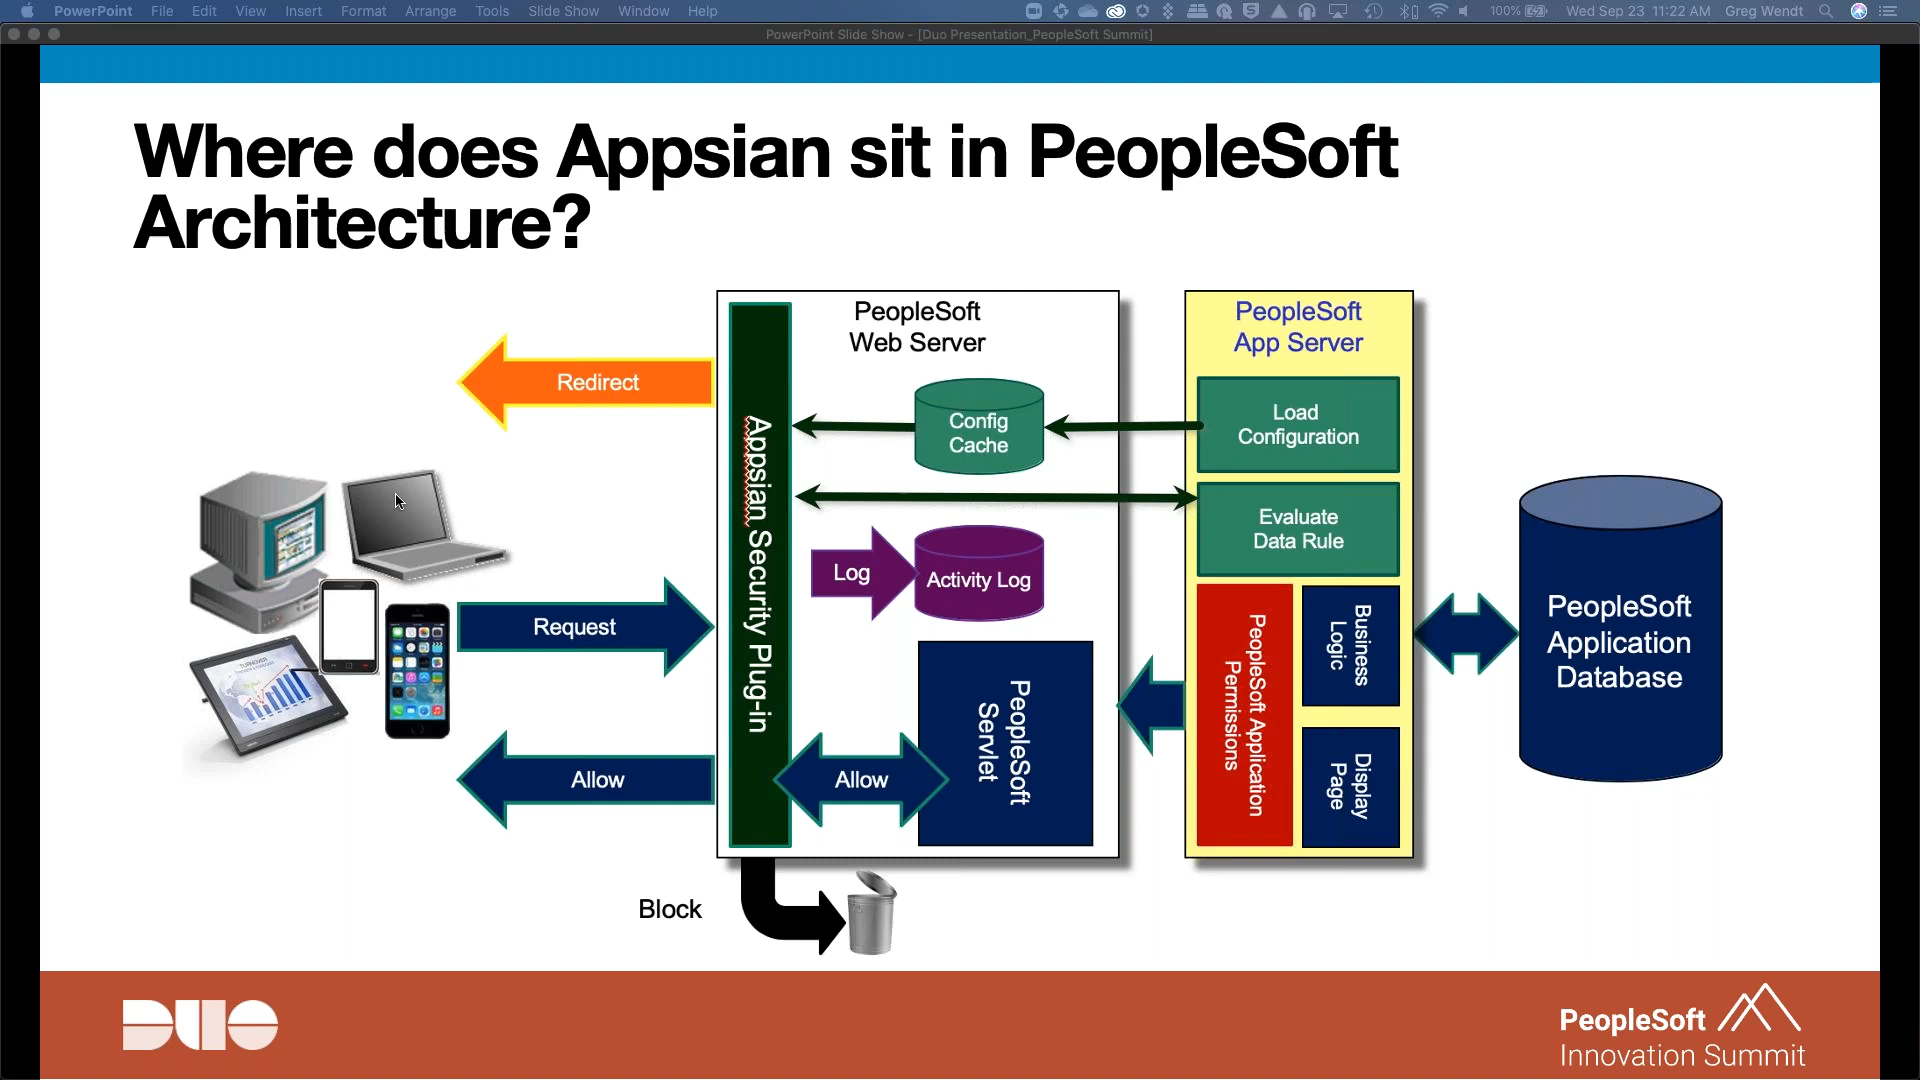 PowerPoint File Edit View Insert Format Arrange Tools Slide Show Window Help 100% Wed Sep 23 11:22 AM Greg Wendt
PowerPoint Slide Show - [Duo Presentation_PeopleSoft Summit]
Where does Appsian sit in PeopleSoft
Architecture?
PeopleSoft
Web Server
PeopleSoft
App Server
Redirect
Appsian Security Plug-in
Config
Cache
Load
Configuration
Evaluate
Data Rule
Log
Activity Log
Request
PeopleSoft
Servlet
PeopleSoft Application
Permissions
Business
Logic
Display
Page
PeopleSoft
Application
Database
Allow
Allow
Block
TURNOVER
DUO
PeopleSoft
Innovation Summit